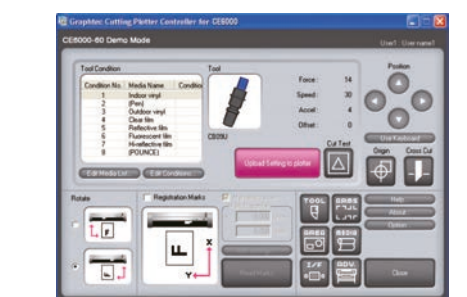 Graphtec Cutting Plotter Controller for CE6000
CE6000-60 Demo Mode
User1 : User name1
Tool Condition
Tool
Position
Condition No. Media Name Conditio
1 Indoor vinyl
2 (Pen)
3 Outdoor vinyl
4 Clear film
5 Reflective film
6 Fluorescent film
7 Hi-reflective film
8 (POUNCE)
Force : 14
Speed : 30
Accel : 4
Offset : 0
CB09U
Edit Media List
Edit Conditions
Upload Setting to plotter
Cut Test
Use Keyboard
Origin
Cross Cut
Rotate
Registration Marks
F
F
F
X
Y
TOOL
AREA
I/F
ADV.
Help
About
Option
Close